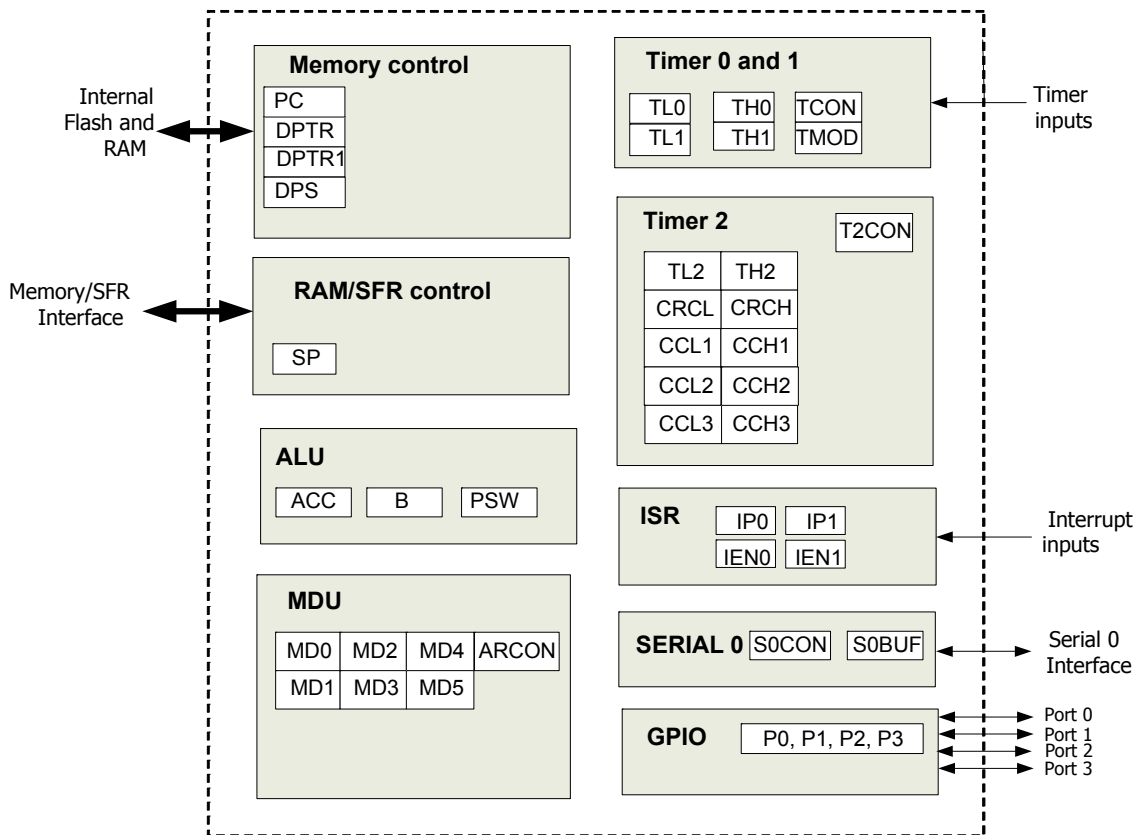 Memory control
PC
DPTR
DPTR1
DPS
Internal
Flash and
RAM
RAM/SFR control
SP
Memory/SFR
Interface
ALU
ACC
B
PSW
MDU
MD0
MD2
MD4
ARCON
MD1
MD3
MD5
Timer 0 and 1
TL0
TH0
TCON
TL1
TH1
TMOD
Timer
inputs
Timer 2
T2CON
TL2
TH2
CRCL
CRCH
CCL1
CCH1
CCL2
CCH2
CCL3
CCH3
ISR
IP0
IP1
IEN0
IEN1
Interrupt
inputs
SERIAL 0
S0CON
S0BUF
Serial 0
Interface
GPIO
P0, P1, P2, P3
Port 0
Port 1
Port 2
Port 3